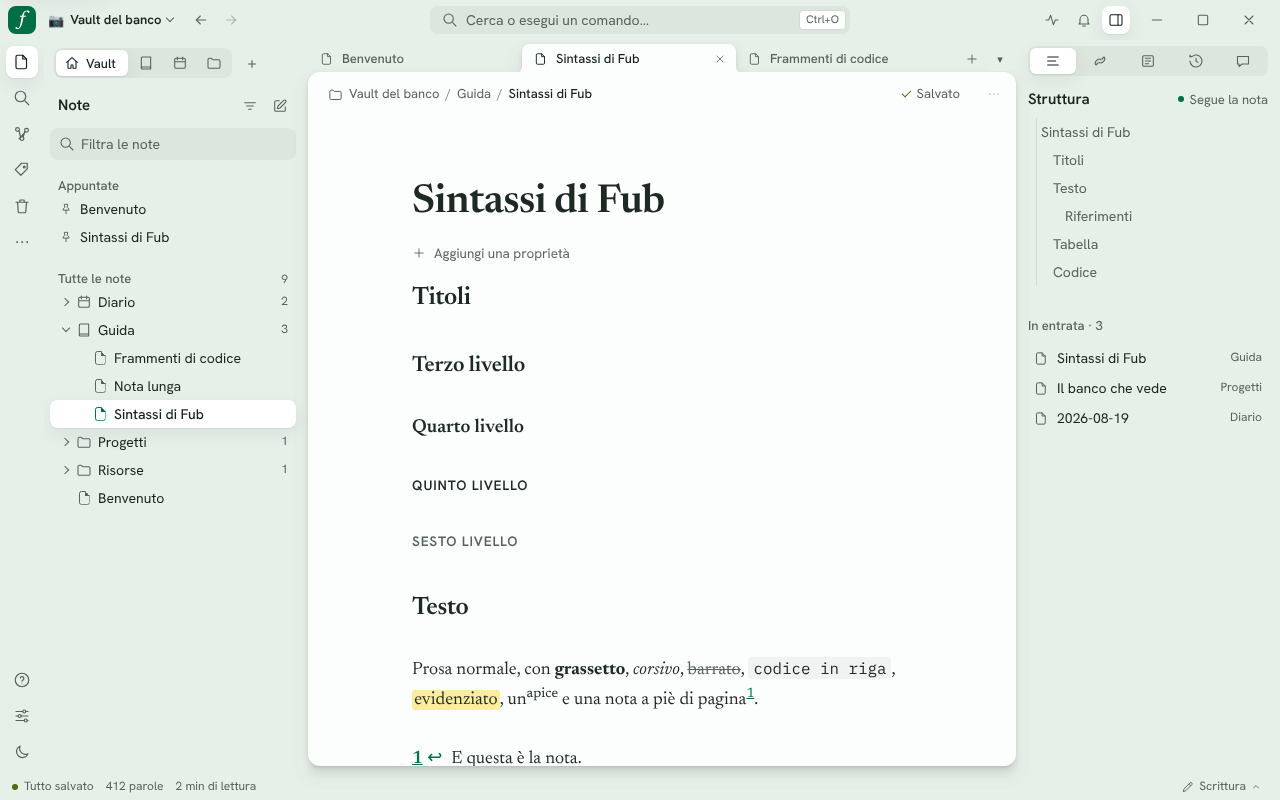 f Vault del banco
Cerca o esegui un comando…
Ctrl+O
Vault
Note
Filtra le note
Appuntate
Benvenuto
Sintassi di Fub
Tutte le note 9
Diario 2
Guida 3
Frammenti di codice
Nota lunga
Sintassi di Fub
Progetti 1
Risorse 1
Benvenuto
Tutto salvato 412 parole 2 min di lettura
Benvenuto
Sintassi di Fub
Frammenti di codice
Vault del banco / Guida / Sintassi di Fub
Salvato
Sintassi di Fub
Aggiungi una proprietà
Titoli
Terzo livello
Quarto livello
QUINTO LIVELLO
SESTO LIVELLO
Testo
Prosa normale, con grassetto, corsivo, barrato, codice in riga,
evidenziato, unapice e una nota a piè di pagina1.
1 ↩ E questa è la nota.
Struttura
Segue la nota
Sintassi di Fub
Titoli
Testo
Riferimenti
Tabella
Codice
In entrata · 3
Sintassi di Fub Guida
Il banco che vede Progetti
2026-08-19 Diario
Scrittura